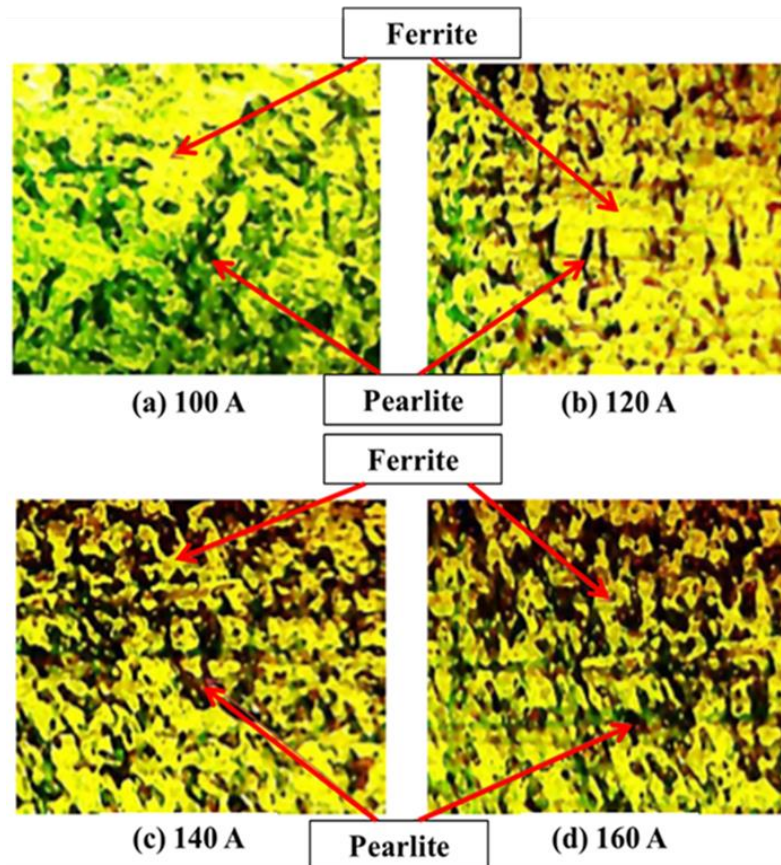 Ferrite
(a) 100 A
Pearlite
(b) 120 A
Ferrite
(c) 140 A
Pearlite
(d) 160 A